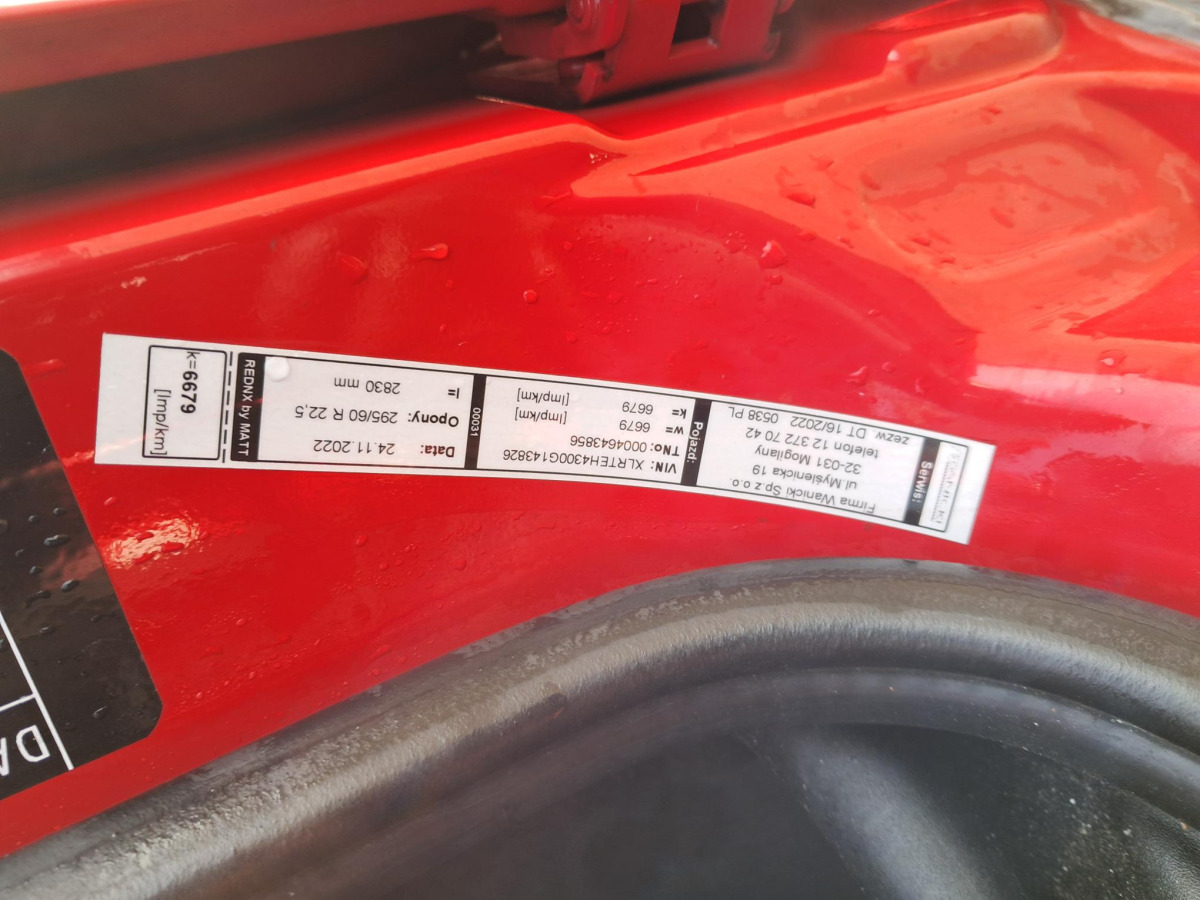 Serwis:
Firma Wanicki Sp.z o.o.
ul.Myślenicka 19
32-031 Mogilany
telefon 12 372 70 42
zezw. DT 16/2022 0538 PL
Pojazd:
VIN: XLRTEH4300G143826
TNo: 0004643856
w= 6679 [Imp/km]
k= 6679 [Imp/km]
00031
Data: 24.11.2022
Opony: 295/60 R 22,5
l= 2830 mm
REDNX by MATT
k=6679
[Imp/km]
DA